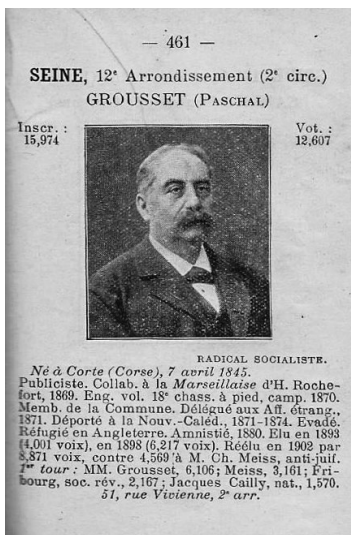 — 461 —
SEINE, 12e Arrondissement (2e circ.)
GROUSSET (PASCHAL)
Inscr. :
15,974
Vot. :
12,607
RADICAL SOCIALISTE.
Né à Corte (Corse), 7 avril 1845.
Publiciste. Collab. à la Marseillaise d'H. Roche-
fort, 1869. Eng. vol. 18e chass. à pied, camp. 1870.
Memb. de la Commune. Délégué aux Aff. étrang.,
1871. Déporté à la Nouv.-Caléd., 1871-1874. Evadé.
Réfugié en Angleterre. Amnistié, 1880. Elu en 1893
(4,001 voix), en 1898 (6,217 voix). Réélu en 1902 par
8,871 voix, contre 4,569 à M. Ch. Meiss, anti-juif.
1er tour : MM. Grousset, 6,106; Meiss, 3,161; Fri-
bourg, soc. rév., 2,167; Jacques Cailly, nat., 1,570.
51, rue Vivienne, 2e arr.